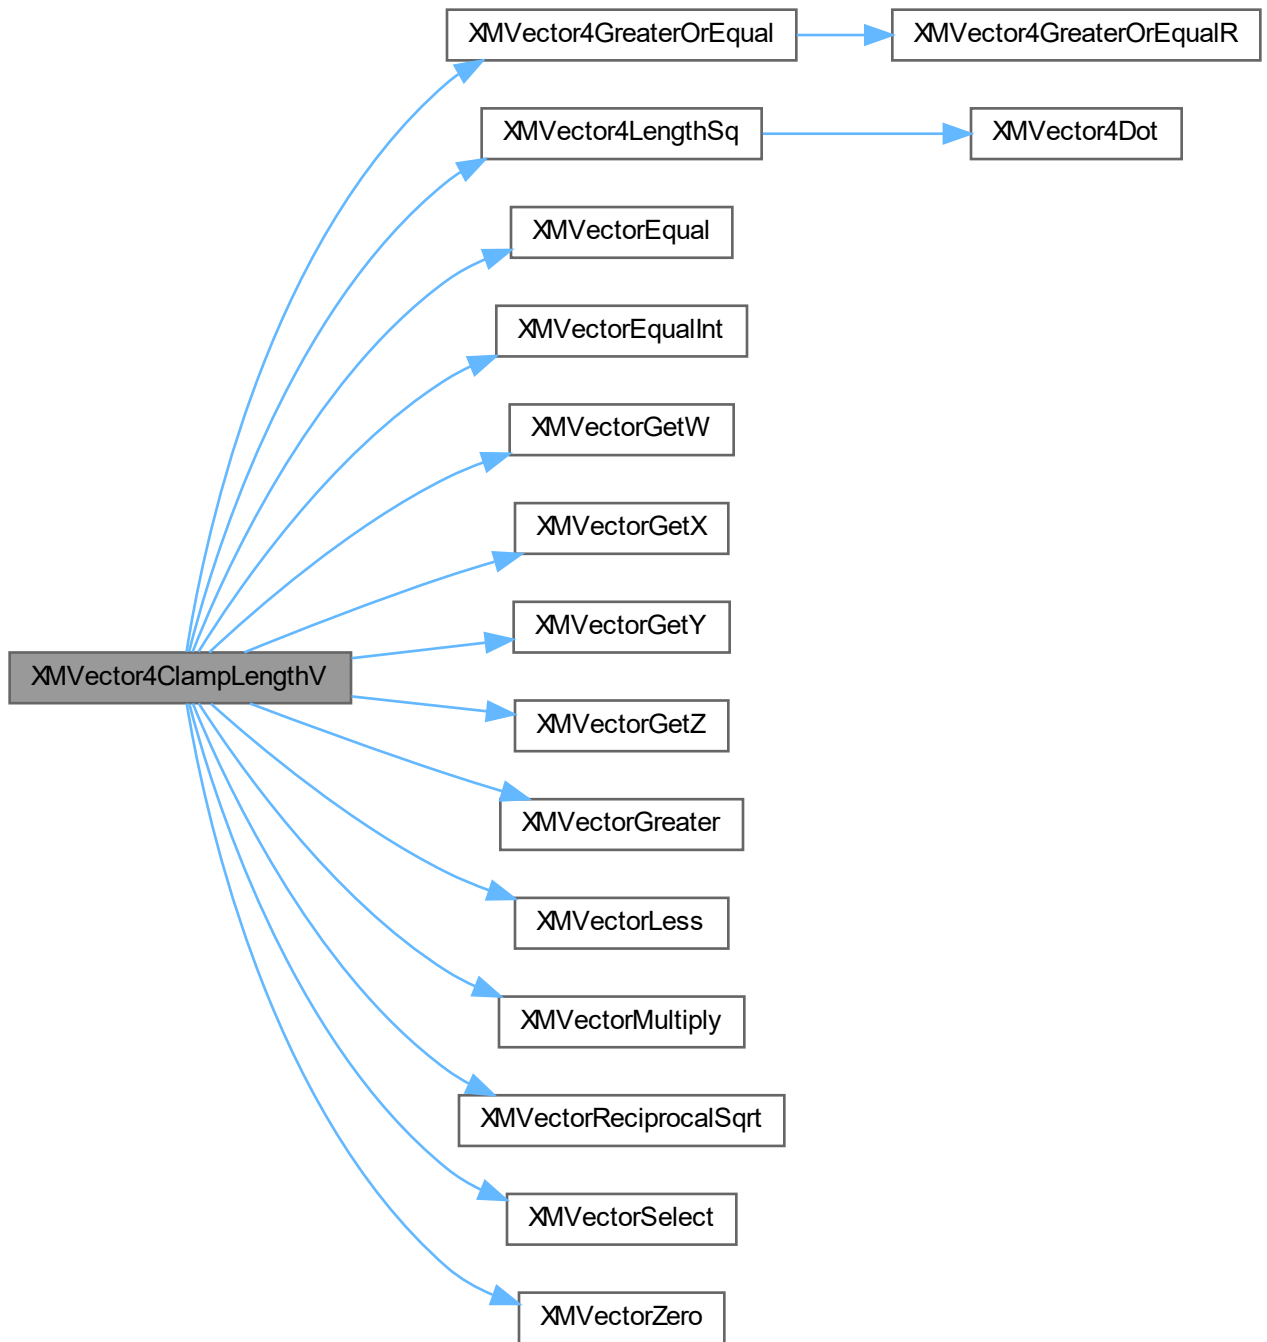 XMVector4GreaterOrEqual
XMVector4GreaterOrEqualR
XMVector4LengthSq
XMVector4Dot
XMVectorEqual
XMVectorEqualInt
XMVectorGetW
XMVectorGetX
XMVectorGetY
XMVector4ClampLengthV
XMVectorGetZ
XMVectorGreater
XMVectorLess
XMVectorMultiply
XMVectorReciprocalSqrt
XMVectorSelect
XMVectorZero